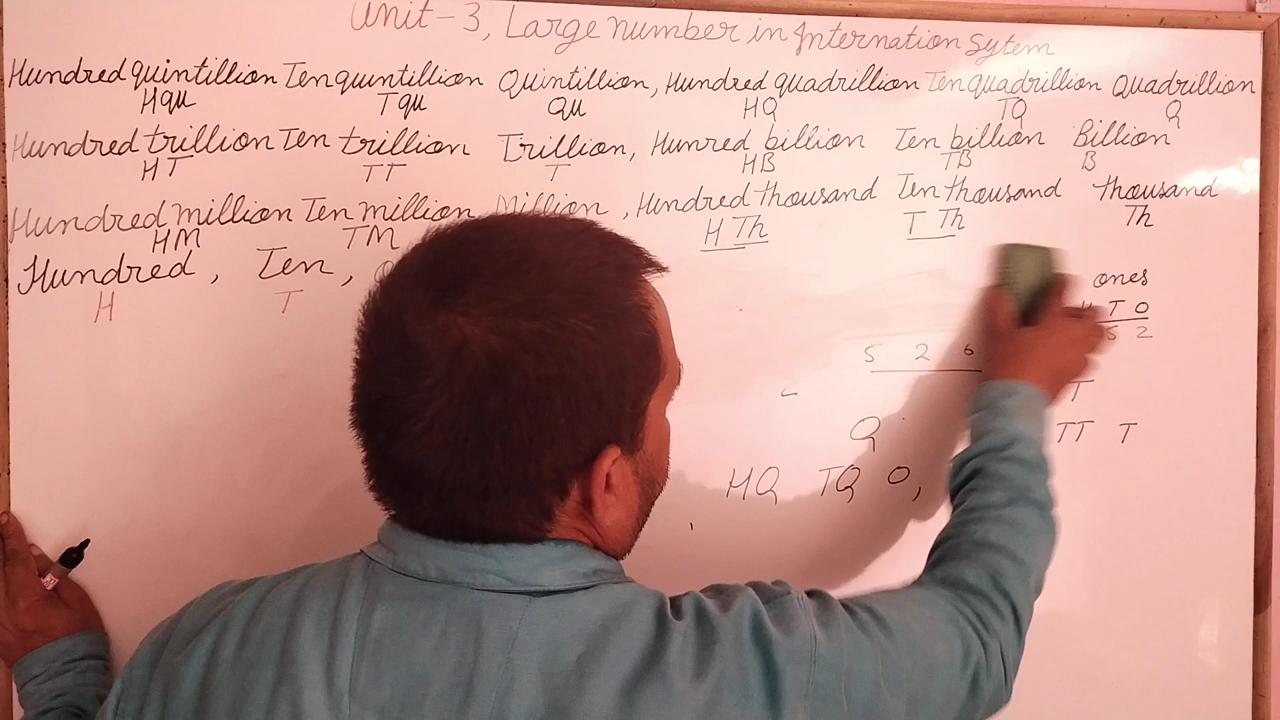 Unit-3, Large number in Internation Sytem
Hundred quintillion Ten quintillion Quintillion, Hundred quadrillion Ten quadrillion Quadrillion
Hqu Tqu Qu HQ TQ Q
Hundred trillion Ten trillion Trillion, Hunred billion Ten billion Billion
HT TT T HB TB B
Hundred million Ten million Million, Hundred thousand Ten thousand thousand
HM TM H Th T Th Th
Hundred, Ten,
H T
ones
T O
5 2
5 2 6
T
Q TT T
HQ TQ O,